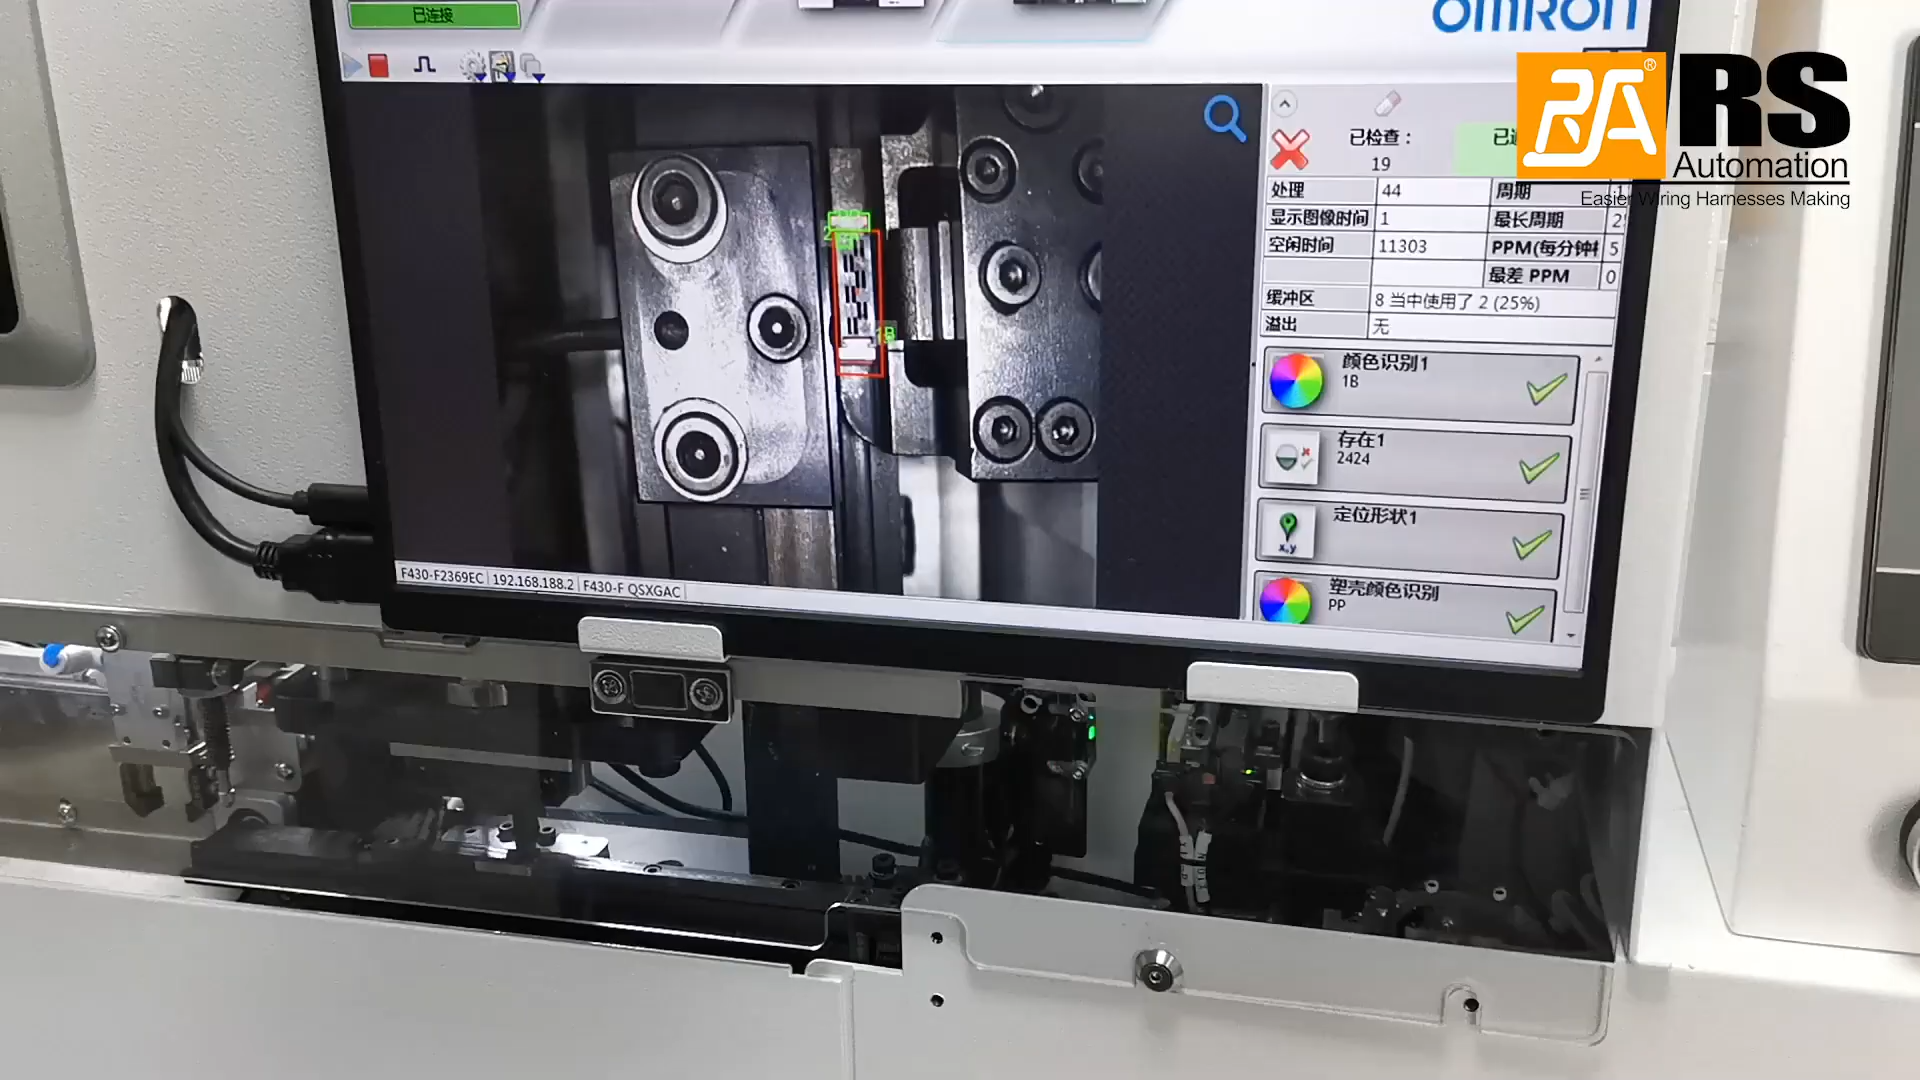 已连接
OMRON
RS
Automation
Easier Wiring Harnesses Making
已检查：
19
处理 44 周期
显示图像时间 1 最长周期
空闲时间 11303 PPM(每分钟
最差 PPM 0
缓冲区 8 当中使用了 2 (25%)
溢出 无
颜色识别1
1B
存在1
2424
定位形状1
x,y
塑壳颜色识别
PP
1B
F430-F2369EC 192.168.188.2 F430-F QSXGAC